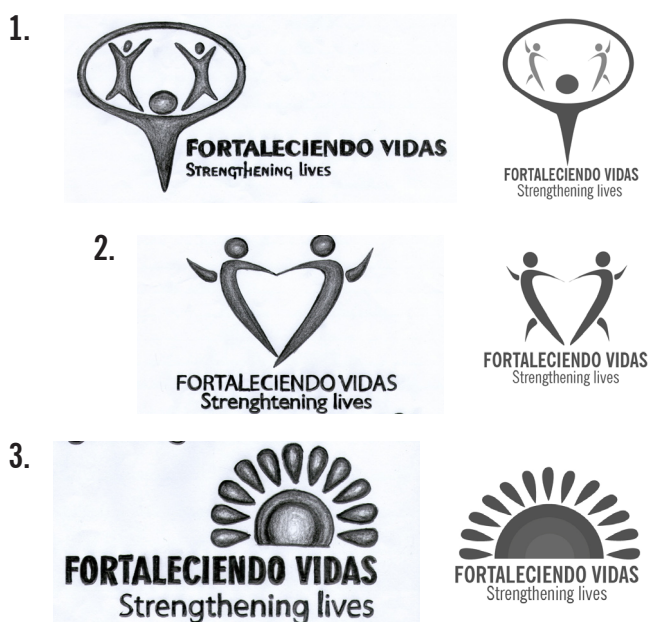 1.
FORTALECIENDO VIDAS
STRENGTHENING LIVES
FORTALECIENDO VIDAS
Strengthening lives
2.
FORTALECIENDO VIDAS
Strenghtening lives
FORTALECIENDO VIDAS
Strengthening lives
3.
FORTALECIENDO VIDAS
Strengthening lives
FORTALECIENDO VIDAS
Strengthening lives